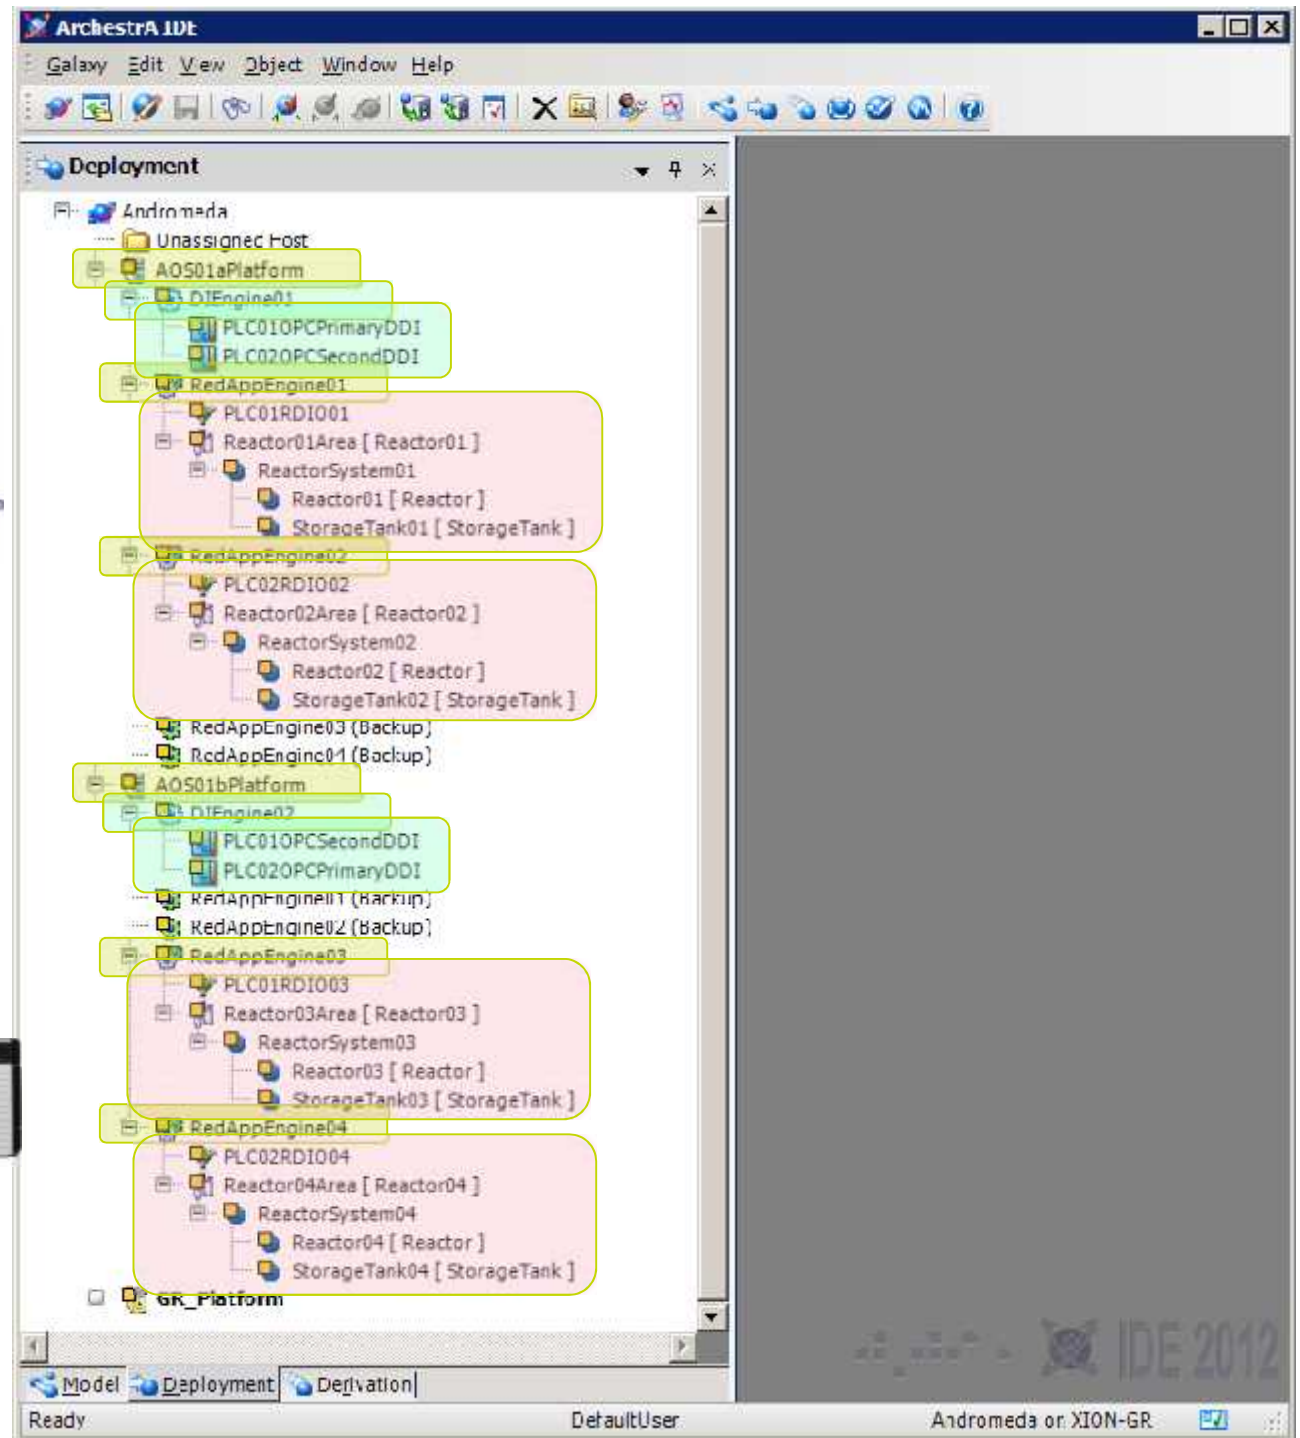 ArchestrA IDE
Galaxy Edit View Object Window Help
Deployment
Andromeda
Unassigned Host
AOS01aPlatform
DIEngine01
PLC01OPCPrimaryDDI
PLC02OPCSecondDDI
RedAppEngine01
PLC01RDIO01
Reactor01Area [ Reactor01 ]
ReactorSystem01
Reactor01 [ Reactor ]
StorageTank01 [ StorageTank ]
RedAppEngine02
PLC02RDIO02
Reactor02Area [ Reactor02 ]
ReactorSystem02
Reactor02 [ Reactor ]
StorageTank02 [ StorageTank ]
RedAppEngine03 (Backup)
RedAppEngine04 (Backup)
AOS01bPlatform
DIEngine02
PLC01OPCSecondDDI
PLC02OPCPrimaryDDI
RedAppEngine01 (Backup)
RedAppEngine02 (Backup)
RedAppEngine03
PLC01RDIO03
Reactor03Area [ Reactor03 ]
ReactorSystem03
Reactor03 [ Reactor ]
StorageTank03 [ StorageTank ]
RedAppEngine04
PLC02RDIO04
Reactor04Area [ Reactor04 ]
ReactorSystem04
Reactor04 [ Reactor ]
StorageTank04 [ StorageTank ]
GR_Platform
IDE 2012
Model Deployment Derivation
Ready DefaultUser Andromeda on XION-GR